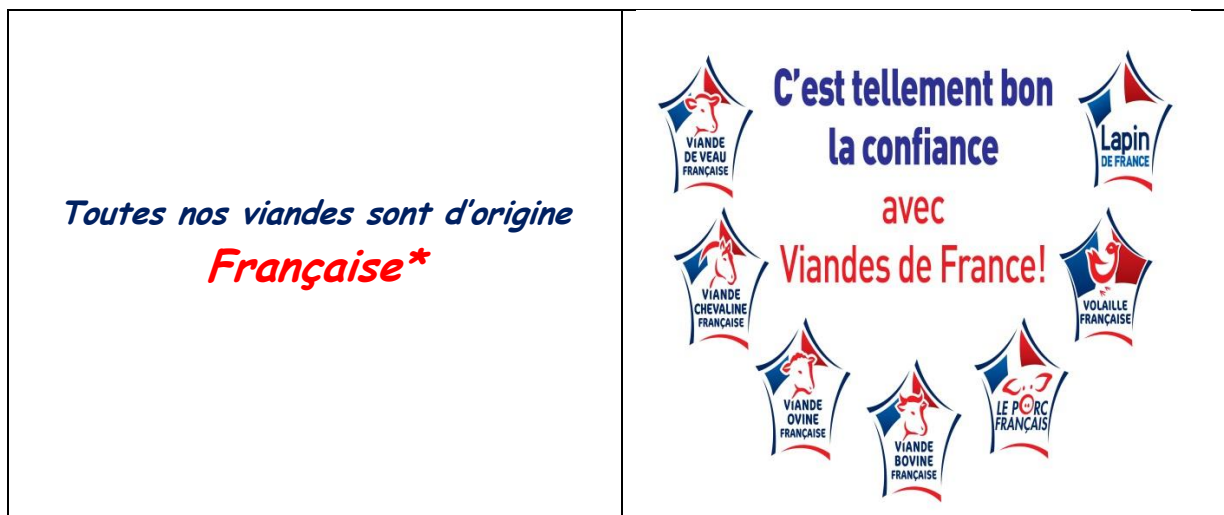 Toutes nos viandes sont d'origine
Française*
C'est tellement bon
la confiance
avec
Viandes de France!
VIANDE
DE VEAU
FRANÇAISE
Lapin
DE FRANCE
VIANDE
CHEVALINE
FRANÇAISE
VOLAILLE
FRANÇAISE
VIANDE
OVINE
FRANÇAISE
VIANDE
BOVINE
FRANÇAISE
LE PORC
FRANÇAIS